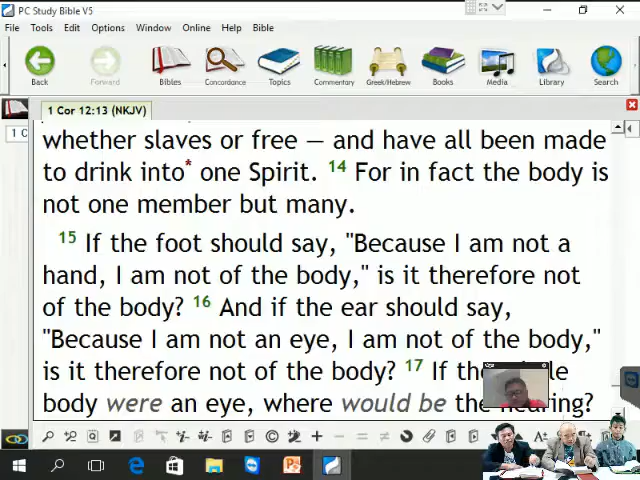 PC Study Bible V5
File Tools Edit Options Window Online Help Bible
Back Forward Bibles Concordance Topics Commentary Greek/Hebrew Books Media Library Search
1 Cor 12:13 (NKJV)
whether slaves or free — and have all been made
to drink into* one Spirit. 14 For in fact the body is
not one member but many.
15 If the foot should say, "Because I am not a
hand, I am not of the body," is it therefore not
of the body? 16 And if the ear should say,
"Because I am not an eye, I am not of the body,"
is it therefore not of the body? 17 If the
body were an eye, where would be the hearing?